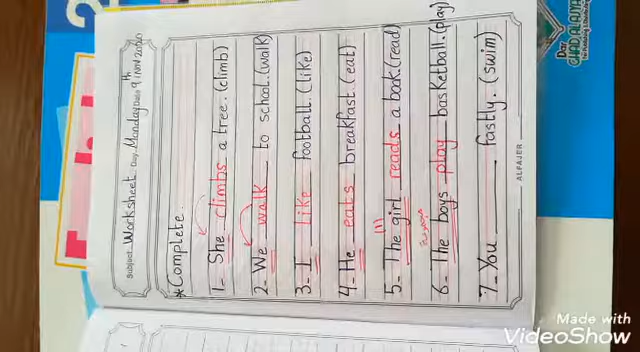 Subject: Worksheet Day: Monday Date: 9th Nov 2020
*Complete.
1- She climbs a tree. (climb)
2- We walk to school. (walk)
3- I like football. (like)
4- He eats breakfast. (eat)
5- The girl reads a book. (read)
6- The boys play basketball. (play)
7- You ______ fastly. (swim)
ALFAJER
Made with
VideoShow